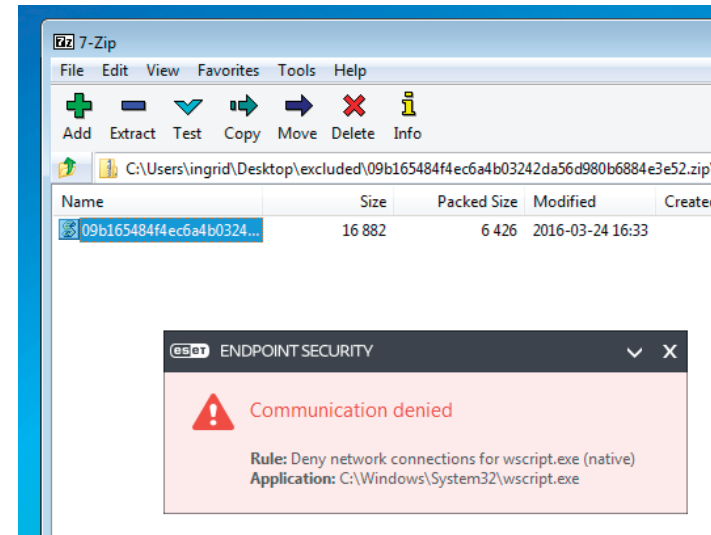 7z 7-Zip
File Edit View Favorites Tools Help
Add Extract Test Copy Move Delete Info
C:\Users\ingrid\Desktop\excluded\09b165484f4ec6a4b03242da56d980b6884e3e52.zip\
Name Size Packed Size Modified Create
09b165484f4ec6a4b0324... 16 882 6 426 2016-03-24 16:33
eset ENDPOINT SECURITY
Communication denied
Rule: Deny network connections for wscript.exe (native)
Application: C:\Windows\System32\wscript.exe